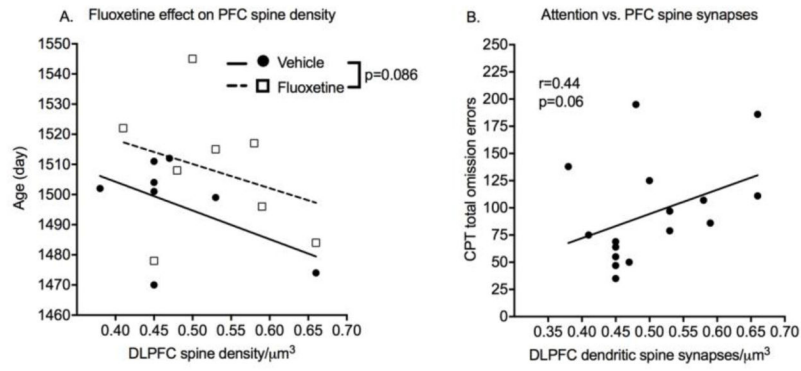 A. Fluoxetine effect on PFC spine density
1550
1540
1530
1520
1510
1500
1490
1480
1470
1460
Age (day)
Vehicle
Fluoxetine
p=0.086
0.40 0.45 0.50 0.55 0.60 0.65 0.70
DLPFC spine density/μm³
B. Attention vs. PFC spine synapses
250
225
200
175
150
125
100
75
50
25
0
CPT total omission errors
r=0.44
p=0.06
0.35 0.40 0.45 0.50 0.55 0.60 0.65 0.70
DLPFC dendritic spine synapses/μm³